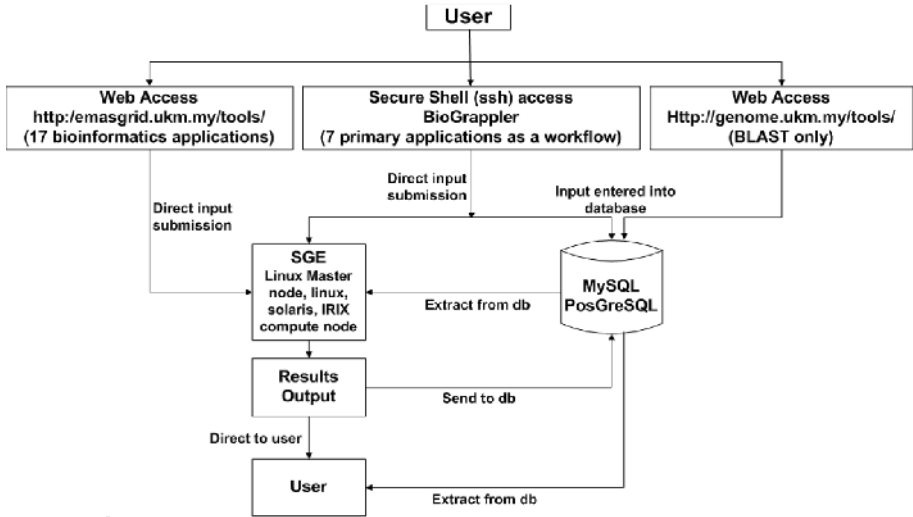 User
Web Access
http:/emasgrid.ukm.my/tools/
(17 bioinformatics applications)
Secure Shell (ssh) access
BioGrappler
(7 primary applications as a workflow)
Web Access
Http://genome.ukm.my/tools/
(BLAST only)
Direct input
submission
Direct input
submission
Input entered into
database
SGE
Linux Master
node, linux,
solaris, IRIX
compute node
Extract from db
MySQL
PosGreSQL
Results
Output
Send to db
Direct to user
User
Extract from db